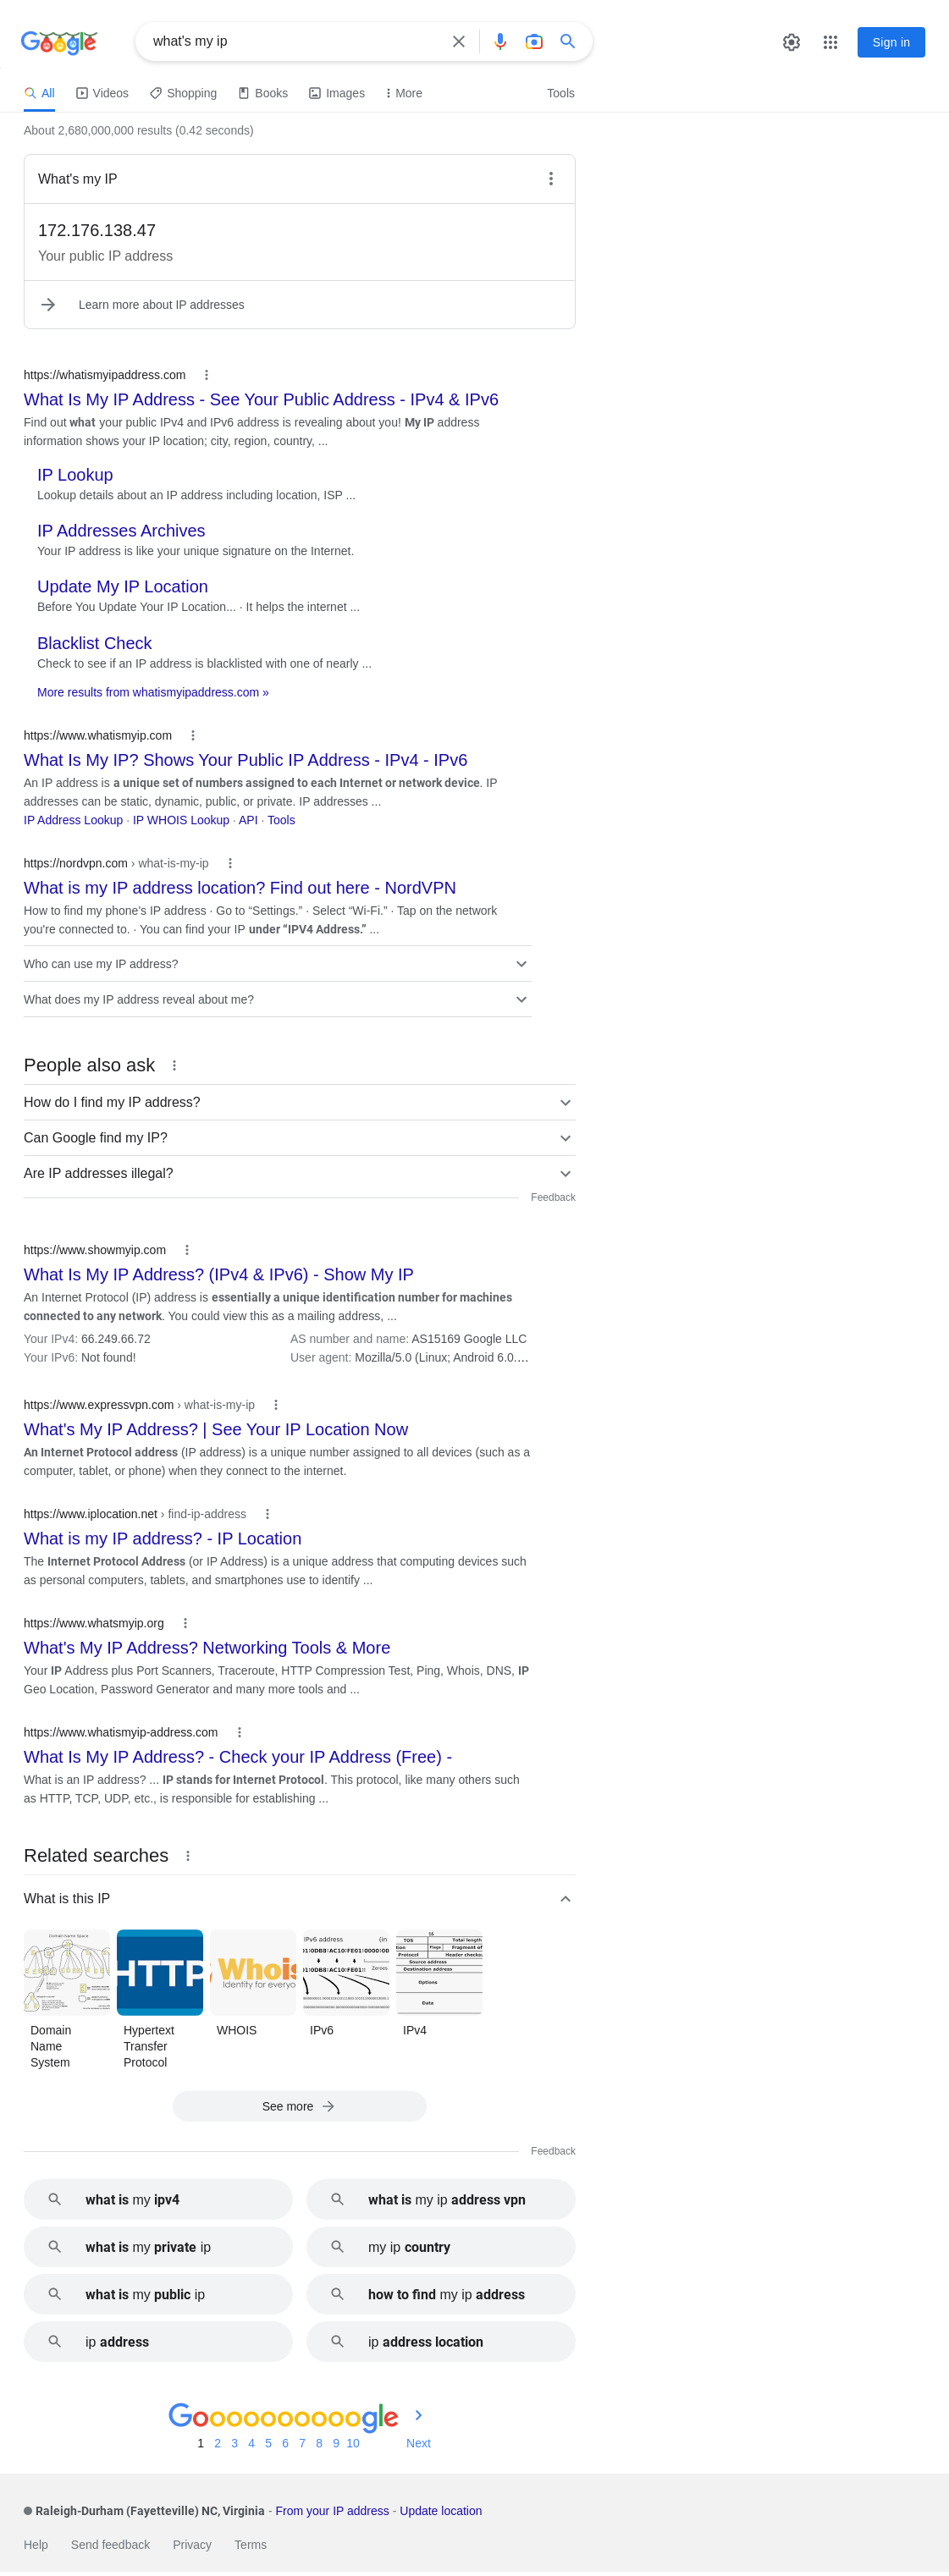 Google
what's my ip
Sign in
All
Videos
Shopping
Books
Images
More
Tools
About 2,680,000,000 results (0.42 seconds)
What's my IP
172.176.138.47
Your public IP address
Learn more about IP addresses
https://whatismyipaddress.com
What Is My IP Address - See Your Public Address - IPv4 & IPv6
Find out what your public IPv4 and IPv6 address is revealing about you! My IP address
information shows your IP location; city, region, country, ...
IP Lookup
Lookup details about an IP address including location, ISP ...
IP Addresses Archives
Your IP address is like your unique signature on the Internet.
Update My IP Location
Before You Update Your IP Location... · It helps the internet ...
Blacklist Check
Check to see if an IP address is blacklisted with one of nearly ...
More results from whatismyipaddress.com »
https://www.whatismyip.com
What Is My IP? Shows Your Public IP Address - IPv4 - IPv6
An IP address is a unique set of numbers assigned to each Internet or network device. IP
addresses can be static, dynamic, public, or private. IP addresses ...
IP Address Lookup · IP WHOIS Lookup · API · Tools
https://nordvpn.com › what-is-my-ip
What is my IP address location? Find out here - NordVPN
How to find my phone's IP address · Go to “Settings.” · Select “Wi-Fi.” · Tap on the network
you're connected to. · You can find your IP under “IPV4 Address.” ...
Who can use my IP address?
What does my IP address reveal about me?
People also ask
How do I find my IP address?
Can Google find my IP?
Are IP addresses illegal?
Feedback
https://www.showmyip.com
What Is My IP Address? (IPv4 & IPv6) - Show My IP
An Internet Protocol (IP) address is essentially a unique identification number for machines
connected to any network. You could view this as a mailing address, ...
Your IPv4: 66.249.66.72
AS number and name: AS15169 Google LLC
Your IPv6: Not found!
User agent: Mozilla/5.0 (Linux; Android 6.0....
https://www.expressvpn.com › what-is-my-ip
What's My IP Address? | See Your IP Location Now
An Internet Protocol address (IP address) is a unique number assigned to all devices (such as a
computer, tablet, or phone) when they connect to the internet.
https://www.iplocation.net › find-ip-address
What is my IP address? - IP Location
The Internet Protocol Address (or IP Address) is a unique address that computing devices such
as personal computers, tablets, and smartphones use to identify ...
https://www.whatsmyip.org
What's My IP Address? Networking Tools & More
Your IP Address plus Port Scanners, Traceroute, HTTP Compression Test, Ping, Whois, DNS, IP
Geo Location, Password Generator and many more tools and ...
https://www.whatismyip-address.com
What Is My IP Address? - Check your IP Address (Free) -
What is an IP address? ... IP stands for Internet Protocol. This protocol, like many others such
as HTTP, TCP, UDP, etc., is responsible for establishing ...
Related searches
What is this IP
Domain Name Space
HTTP
Whois
Identity for everyo
IPv6 address (in
Zeroes
TOS Total length
Flags Fragment of
Protocol Header checks
Source address
Destination address
Options
Data
Domain
Name
System
Hypertext
Transfer
Protocol
WHOIS
IPv6
IPv4
See more
Feedback
what is my ipv4
what is my ip address vpn
what is my private ip
my ip country
what is my public ip
how to find my ip address
ip address
ip address location
Goooooooooogle
1 2 3 4 5 6 7 8 9 10 Next
Raleigh-Durham (Fayetteville) NC, Virginia - From your IP address - Update location
Help
Send feedback
Privacy
Terms